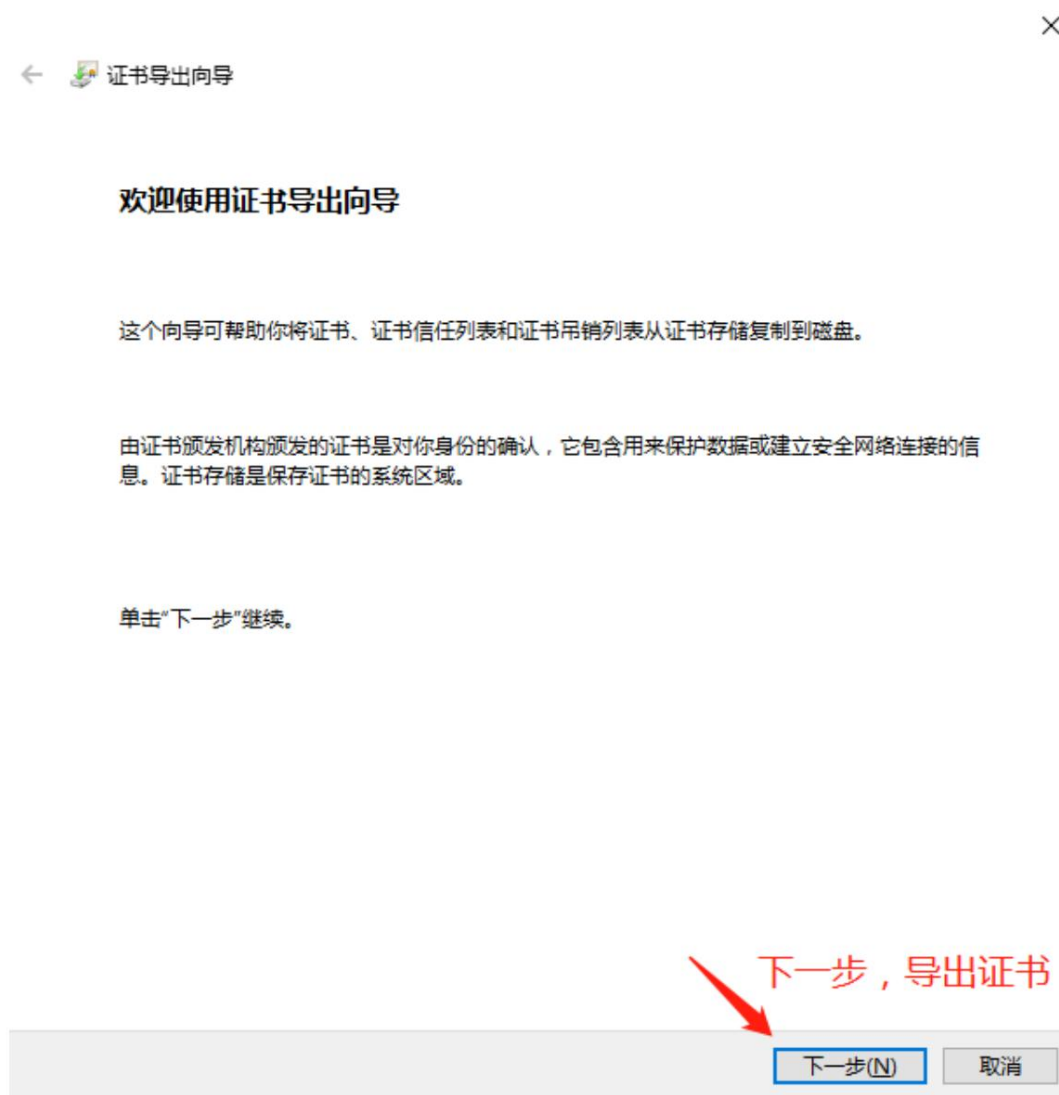 证书导出向导
欢迎使用证书导出向导
这个向导可帮助你将证书、证书信任列表和证书吊销列表从证书存储复制到磁盘。
由证书颁发机构颁发的证书是对你身份的确认，它包含用来保护数据或建立安全网络连接的信
息。证书存储是保存证书的系统区域。
单击“下一步”继续。
下一步，导出证书
下一步(N)
取消